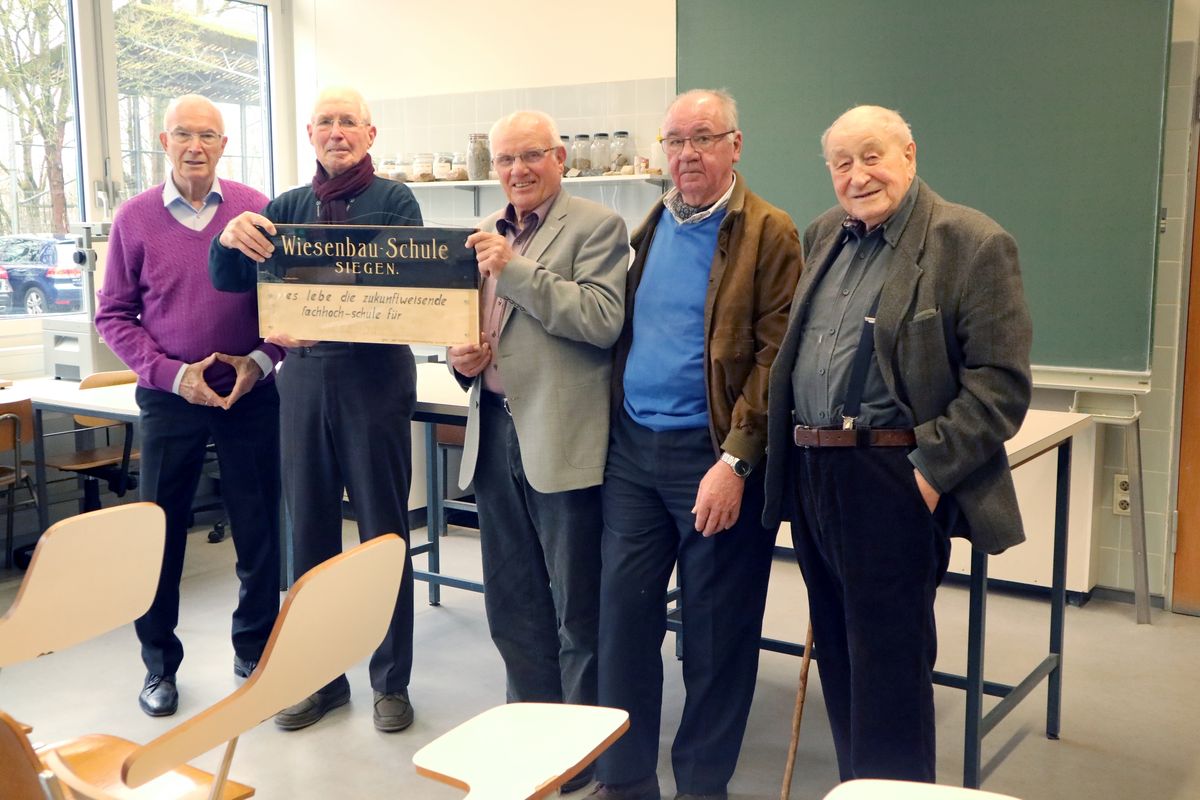 Wiesenbau-Schule
SIEGEN.
es lebe die zukunftweisende
fachhoch-schule für